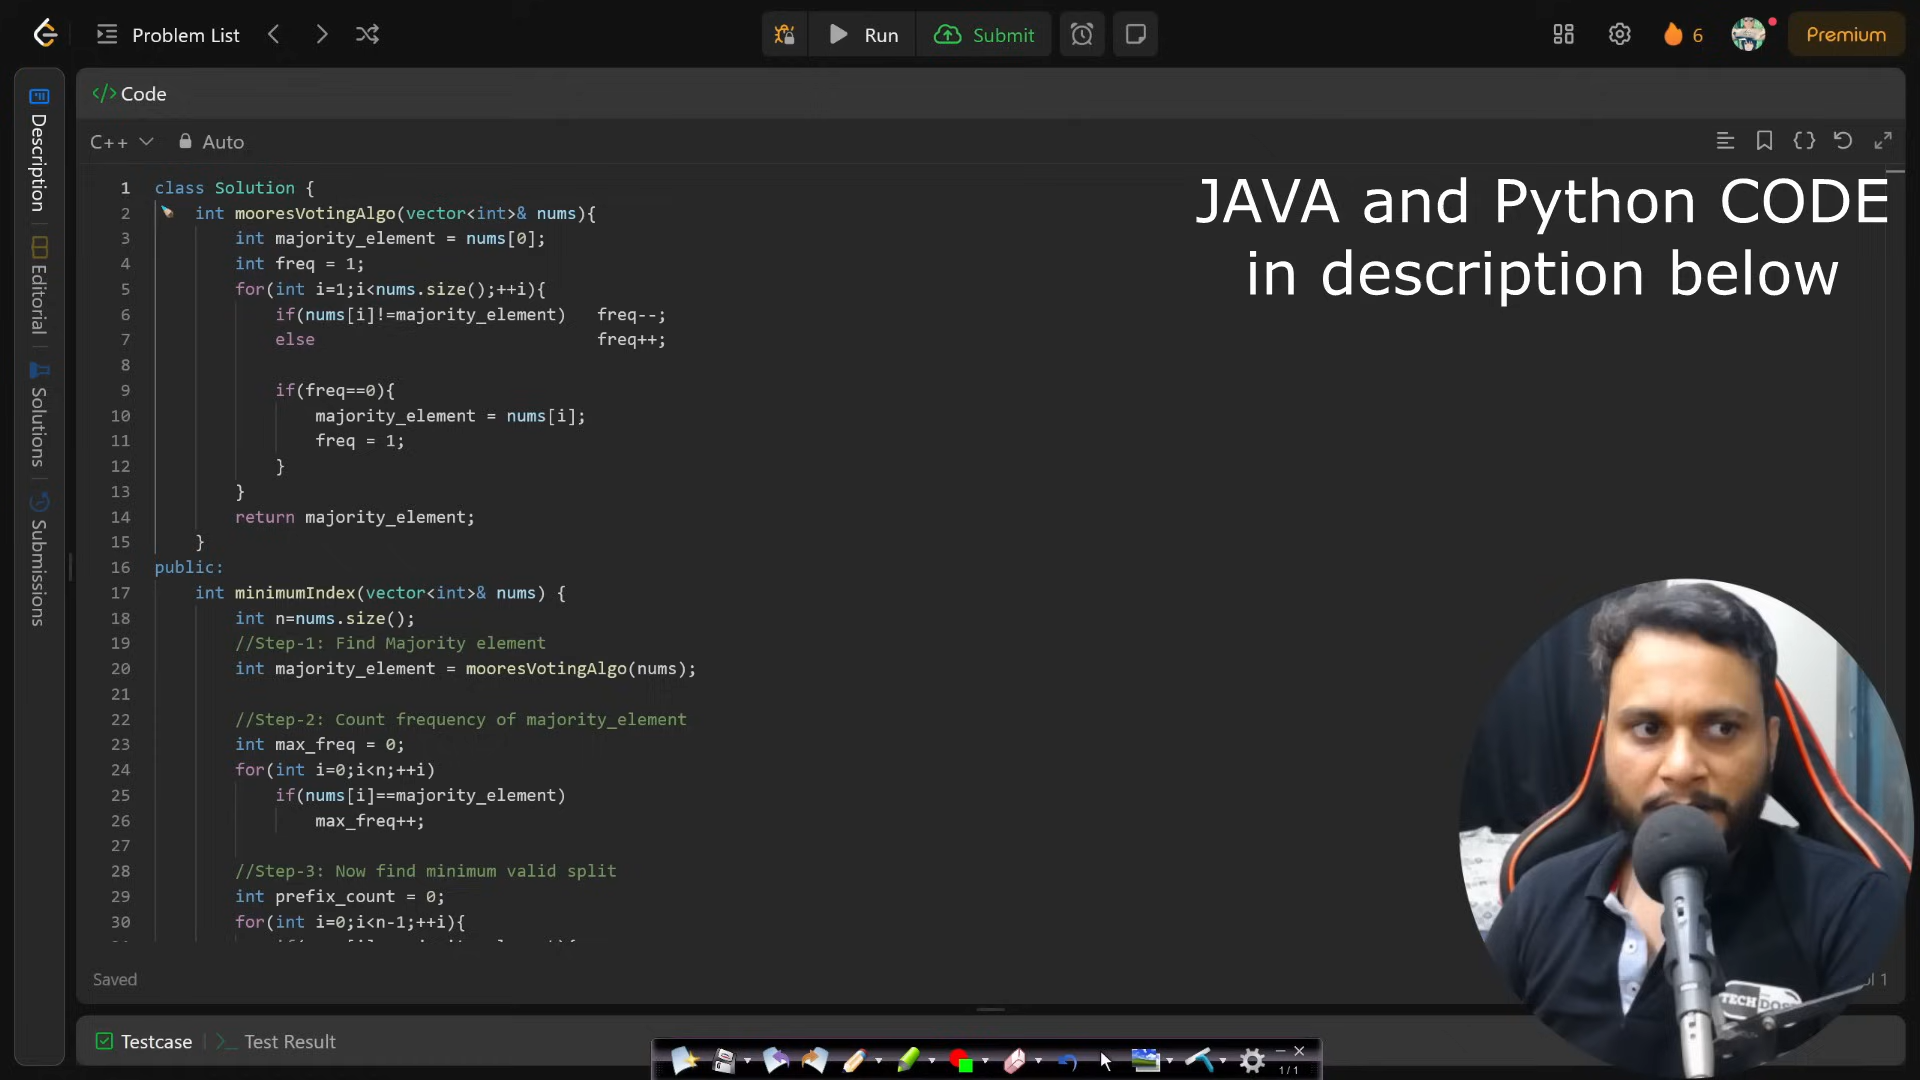 Problem List
Run
Submit
6
Premium
Description
Editorial
Solutions
Submissions
</> Code
C++
Auto
JAVA and Python CODE
in description below
1 class Solution {
2 int mooresVotingAlgo(vector<int>& nums){
3 int majority_element = nums[0];
4 int freq = 1;
5 for(int i=1;i<nums.size();++i){
6 if(nums[i]!=majority_element) freq--;
7 else freq++;
8
9 if(freq==0){
10 majority_element = nums[i];
11 freq = 1;
12 }
13 }
14 return majority_element;
15 }
16 public:
17 int minimumIndex(vector<int>& nums) {
18 int n=nums.size();
19 //Step-1: Find Majority element
20 int majority_element = mooresVotingAlgo(nums);
21
22 //Step-2: Count frequency of majority_element
23 int max_freq = 0;
24 for(int i=0;i<n;++i)
25 if(nums[i]==majority_element)
26 max_freq++;
27
28 //Step-3: Now find minimum valid split
29 int prefix_count = 0;
30 for(int i=0;i<n-1;++i){
Saved
1
TECH DOS
Testcase
Test Result
1/1